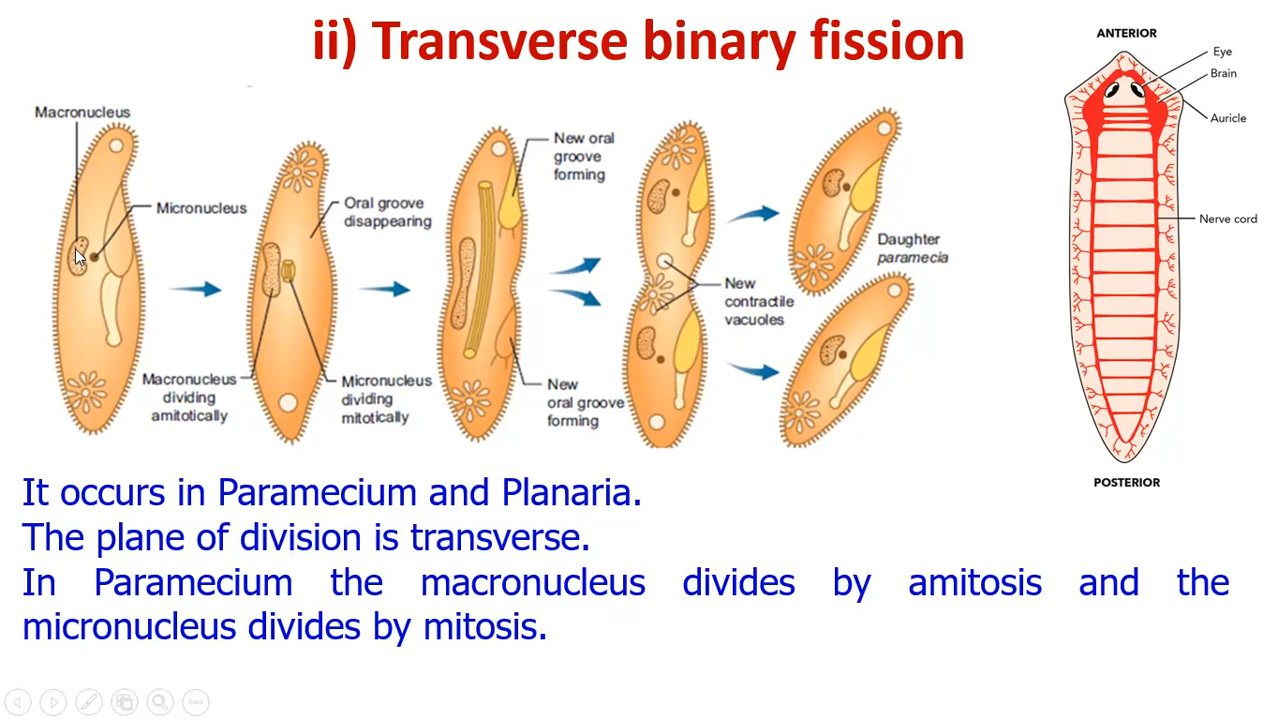 ii) Transverse binary fission
Macronucleus
Micronucleus
Oral groove
disappearing
Macronucleus
dividing
amitotically
Micronucleus
dividing
mitotically
New oral
groove
forming
New
oral groove
forming
New
contractile
vacuoles
Daughter
paramecia
ANTERIOR
Eye
Brain
Auricle
Nerve cord
POSTERIOR
It occurs in Paramecium and Planaria.
The plane of division is transverse.
In Paramecium the macronucleus divides by amitosis and the
micronucleus divides by mitosis.